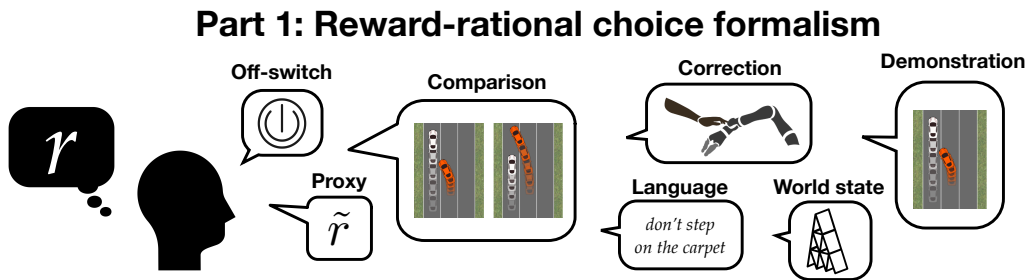 Part 1: Reward-rational choice formalism
Off-switch
Comparison
Correction
Demonstration
r
Proxy
r̃
Language
don't step
on the carpet
World state